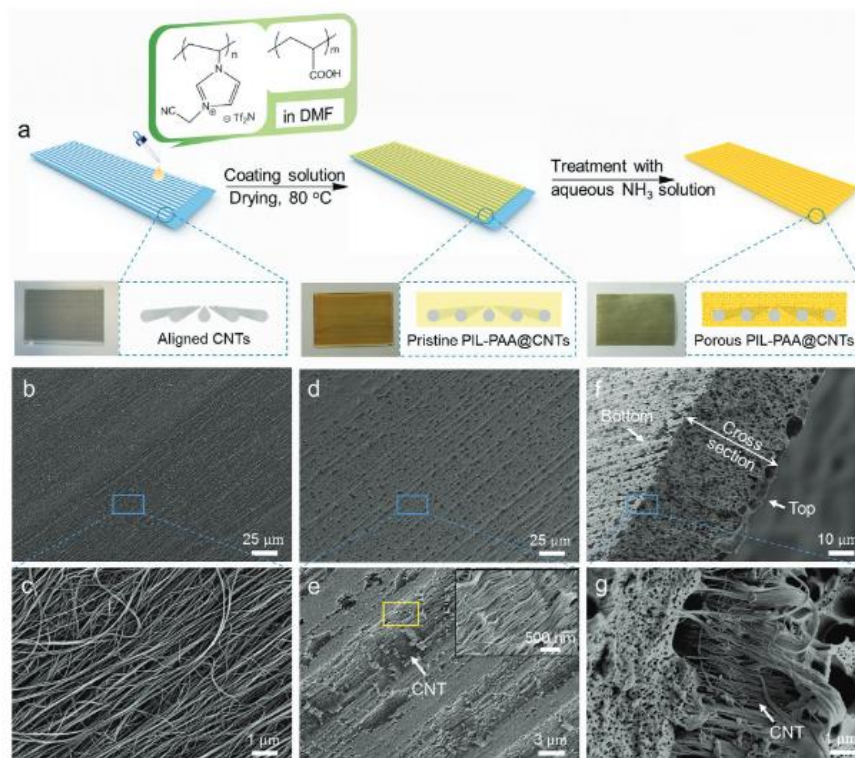 n
m
COOH
NC
N
N
⊕
⊖ Tf₂N
in DMF
a
Coating solution
Drying, 80 °C
Treatment with
aqueous NH₃ solution
Aligned CNTs
Pristine PIL-PAA@CNTs
Porous PIL-PAA@CNTs
b
25 μm
d
25 μm
f
Bottom
Cross
section
Top
10 μm
c
1 μm
e
CNT
500 nm
3 μm
g
CNT
1 μm